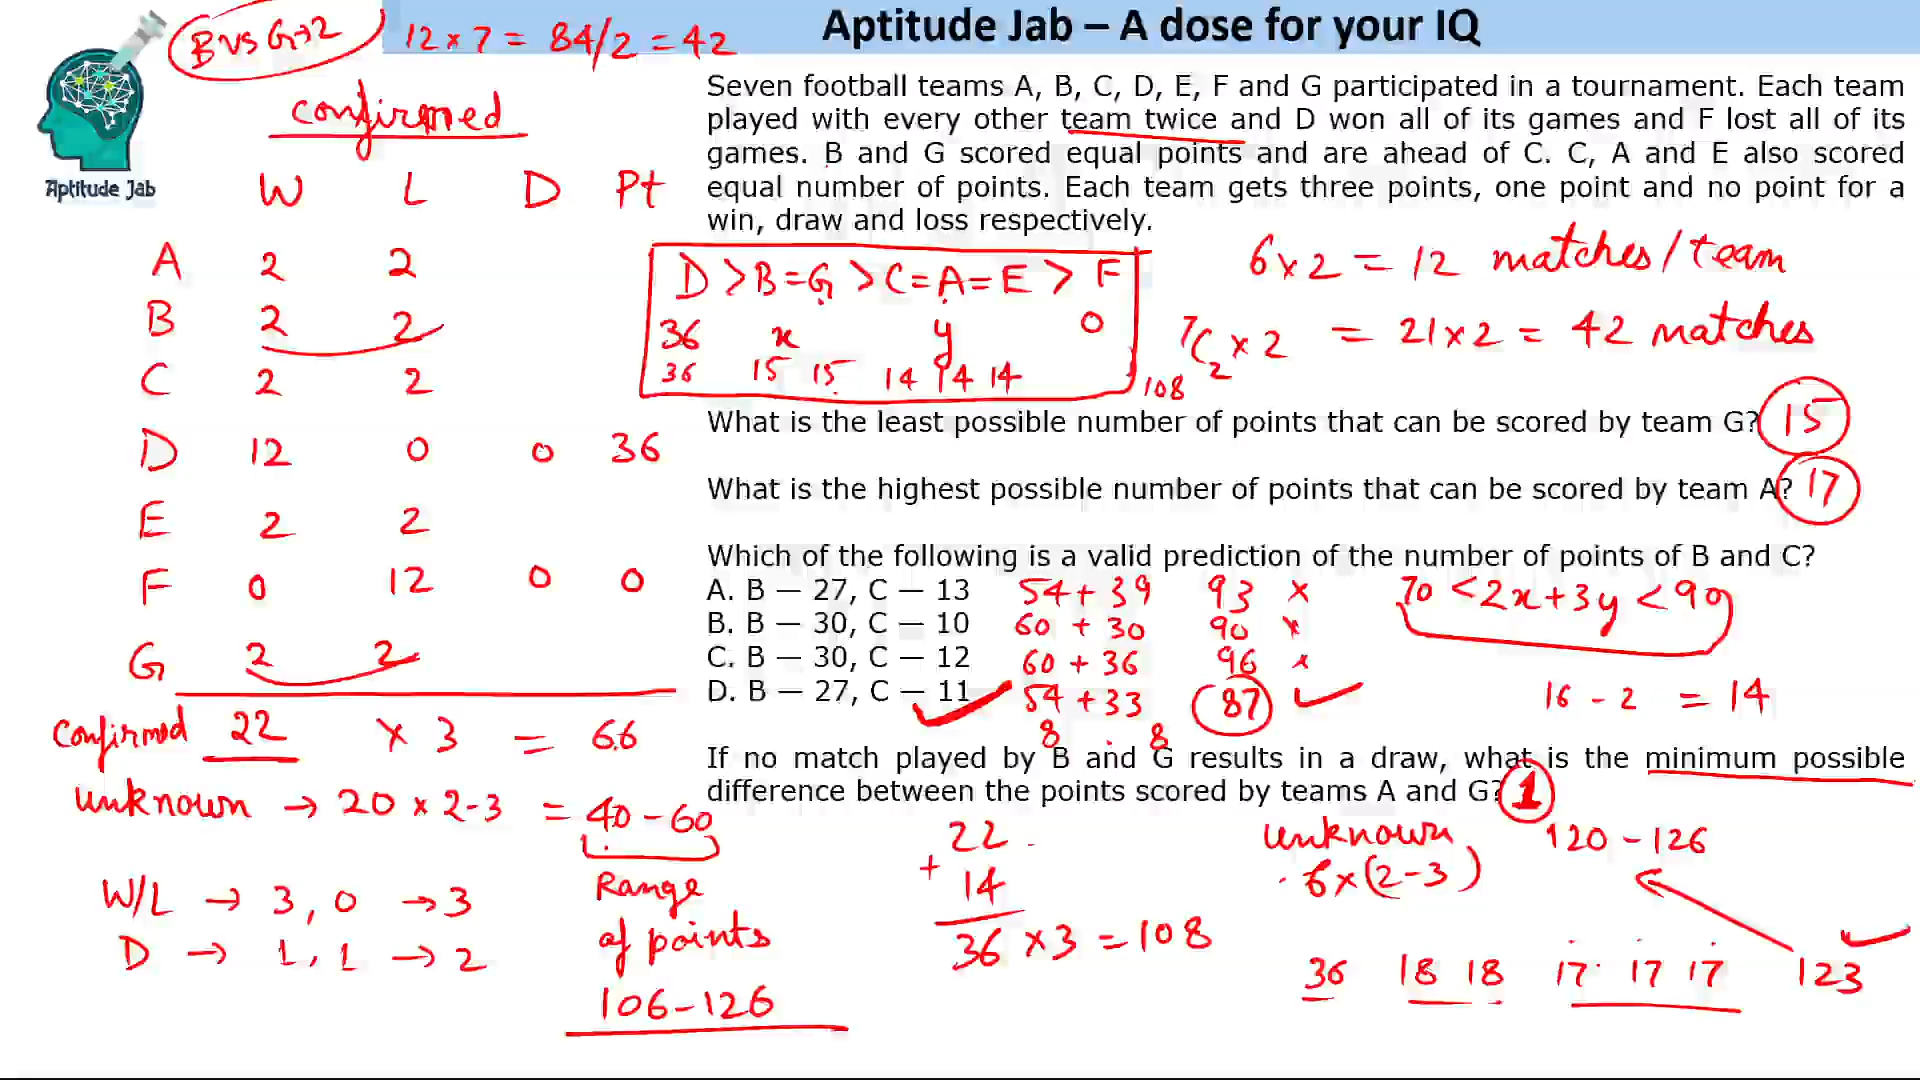 Aptitude Jab – A dose for your IQ
B vs G → 2
12 x 7 = 84/2 = 42
Aptitude Jab
Seven football teams A, B, C, D, E, F and G participated in a tournament. Each team
played with every other team twice and D won all of its games and F lost all of its
games. B and G scored equal points and are ahead of C. C, A and E also scored
equal number of points. Each team gets three points, one point and no point for a
win, draw and loss respectively.
confirmed
W L D Pt
A 2 2
B 2 2
C 2 2
D 12 0 0 36
E 2 2
F 0 12 0 0
G 2 2
confirmed 22 x 3 = 66
unknown → 20 x 2-3 = 40 - 60
W/L → 3, 0 → 3
D → 1, 1 → 2
Range
of points
106-126
D > B = G > C = A = E > F
36 x y 0
36 15 15 14 14 14 108
6 x 2 = 12 matches/team
7C2 x 2 = 21 x 2 = 42 matches
What is the least possible number of points that can be scored by team G? 15
What is the highest possible number of points that can be scored by team A? 17
Which of the following is a valid prediction of the number of points of B and C?
A. B — 27, C — 13 54 + 39 93 x
B. B — 30, C — 10 60 + 30 90 x
C. B — 30, C — 12 60 + 36 96 x
D. B — 27, C — 11 54 + 33 87 ✓
70 < 2x + 3y < 90
16 - 2 = 14
8 8
If no match played by B and G results in a draw, what is the minimum possible
difference between the points scored by teams A and G? 1
22
+ 14
36 x 3 = 108
unknown
6 x (2-3)
120 - 126
36 18 18 17 17 17 123 ✓